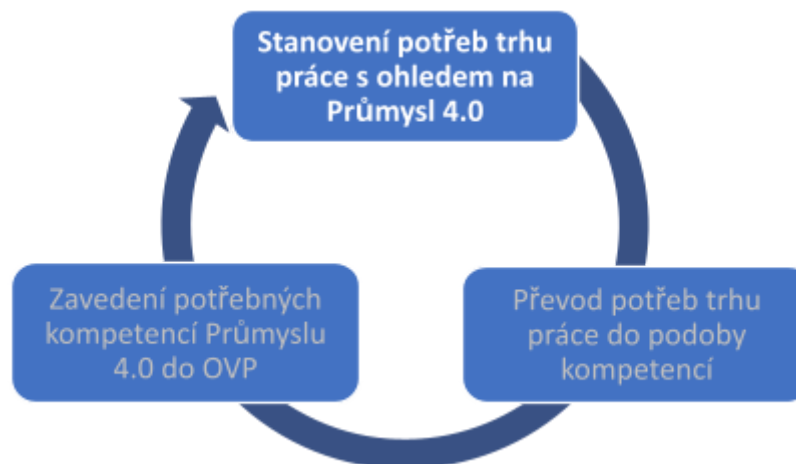 Stanovení potřeb trhu
práce s ohledem na
Průmysl 4.0
Zavedení potřebných
kompetencí Průmyslu
4.0 do OVP
Převod potřeb trhu
práce do podoby
kompetencí